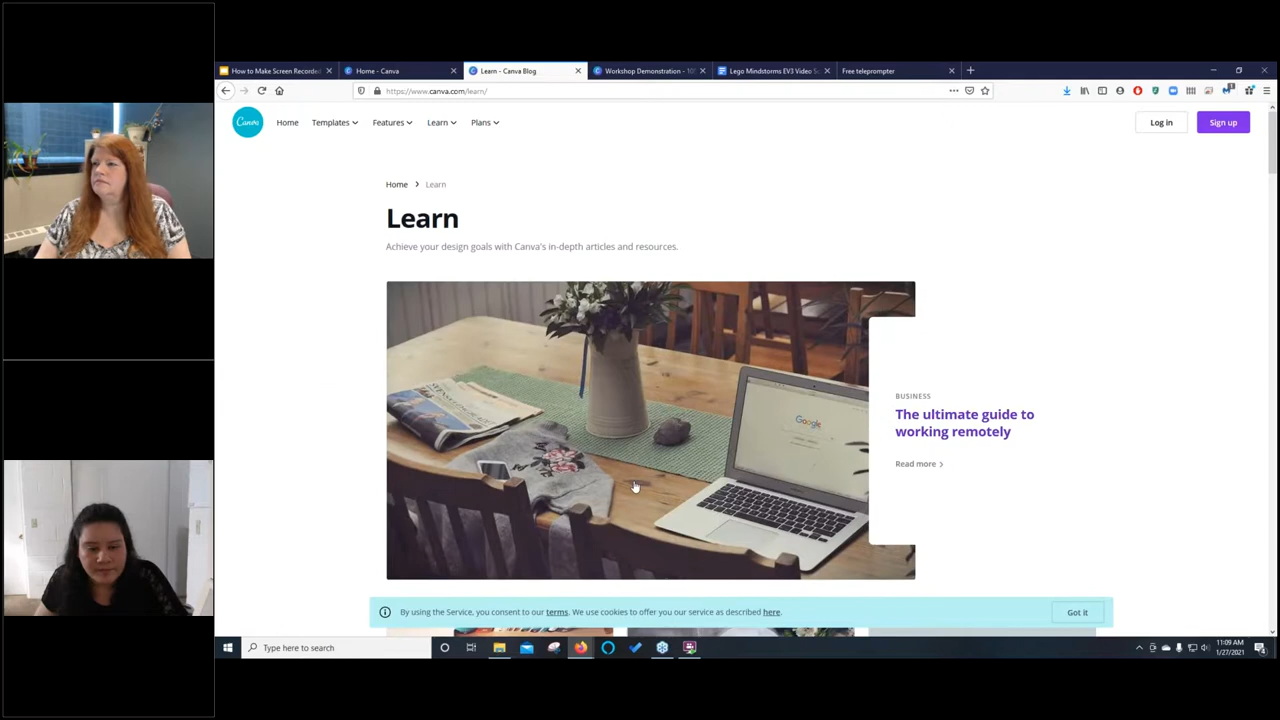 How to Make Screen Recorded
Home - Canva
Learn - Canva Blog
Workshop Demonstration - 10
Lego Mindstorms EV3 Video S
Free teleprompter
https://www.canva.com/learn/
Canva
Home
Templates
Features
Learn
Plans
Log in
Sign up
Home
Learn
Learn
Achieve your design goals with Canva's in-depth articles and resources.
Google
BUSINESS
The ultimate guide to
working remotely
Read more
By using the Service, you consent to our terms. We use cookies to offer you our service as described here.
Got it
Type here to search
11:09 AM
1/27/2021